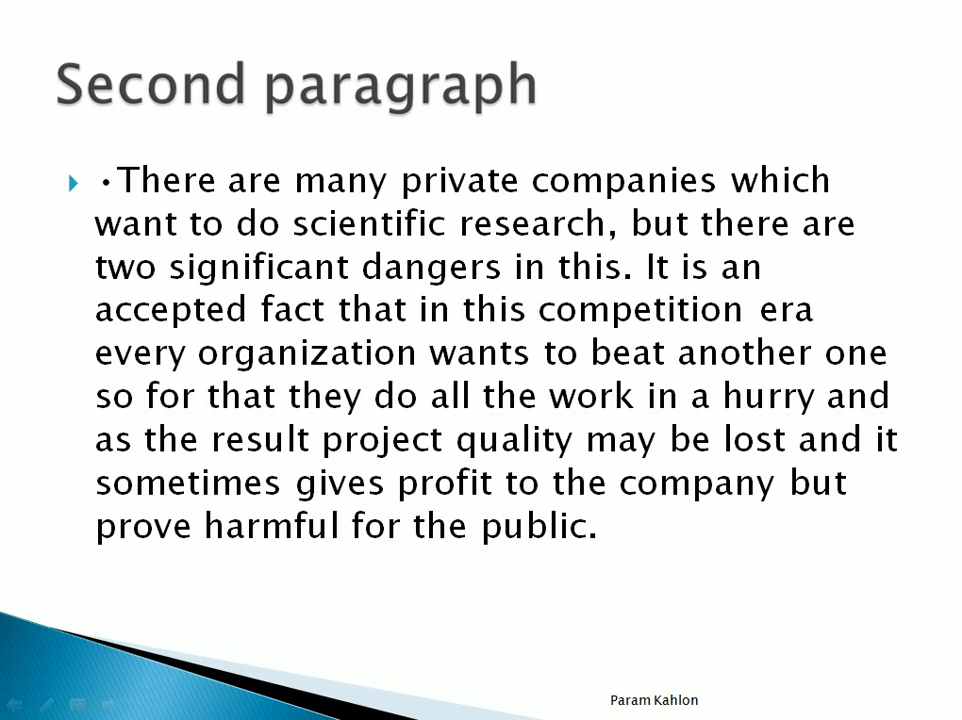 Second paragraph
•There are many private companies which
want to do scientific research, but there are
two significant dangers in this. It is an
accepted fact that in this competition era
every organization wants to beat another one
so for that they do all the work in a hurry and
as the result project quality may be lost and it
sometimes gives profit to the company but
prove harmful for the public.
Param Kahlon